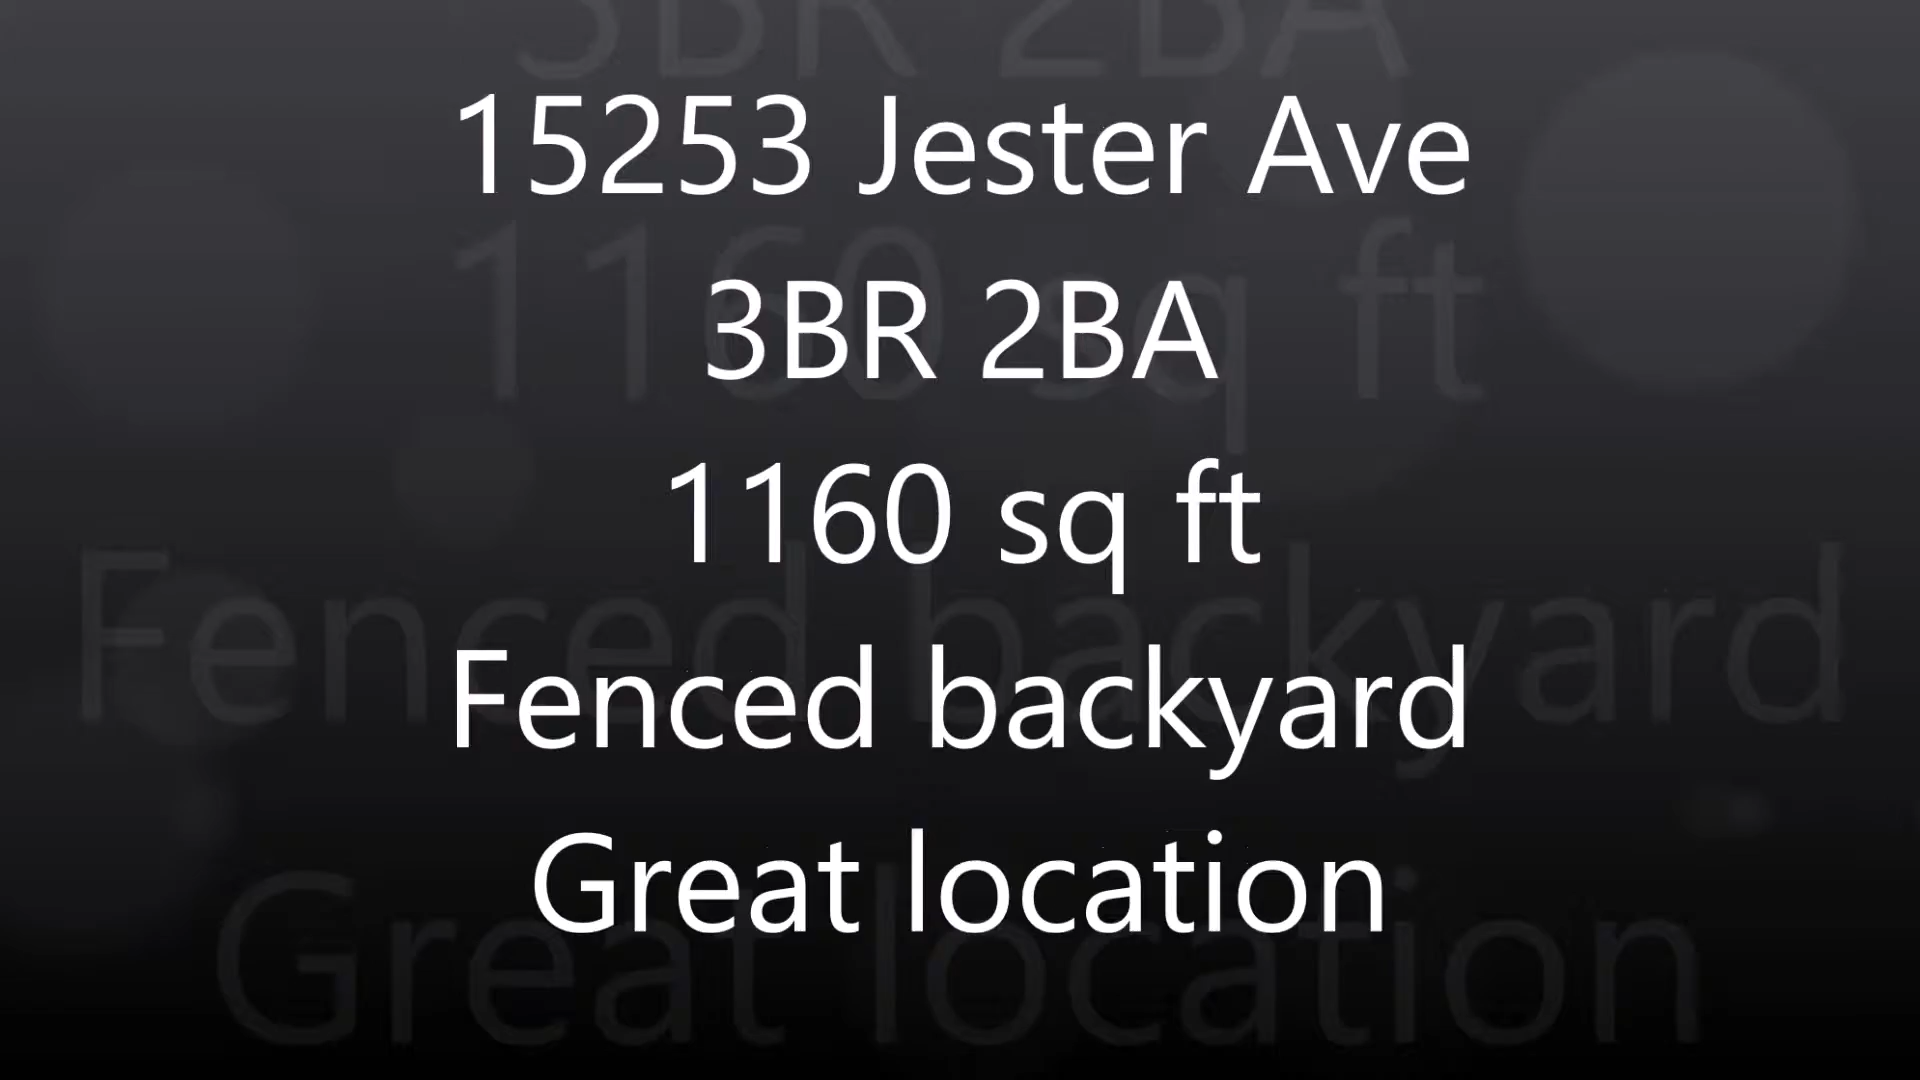 15253 Jester Ave
3BR 2BA
1160 sq ft
Fenced backyard
Great location